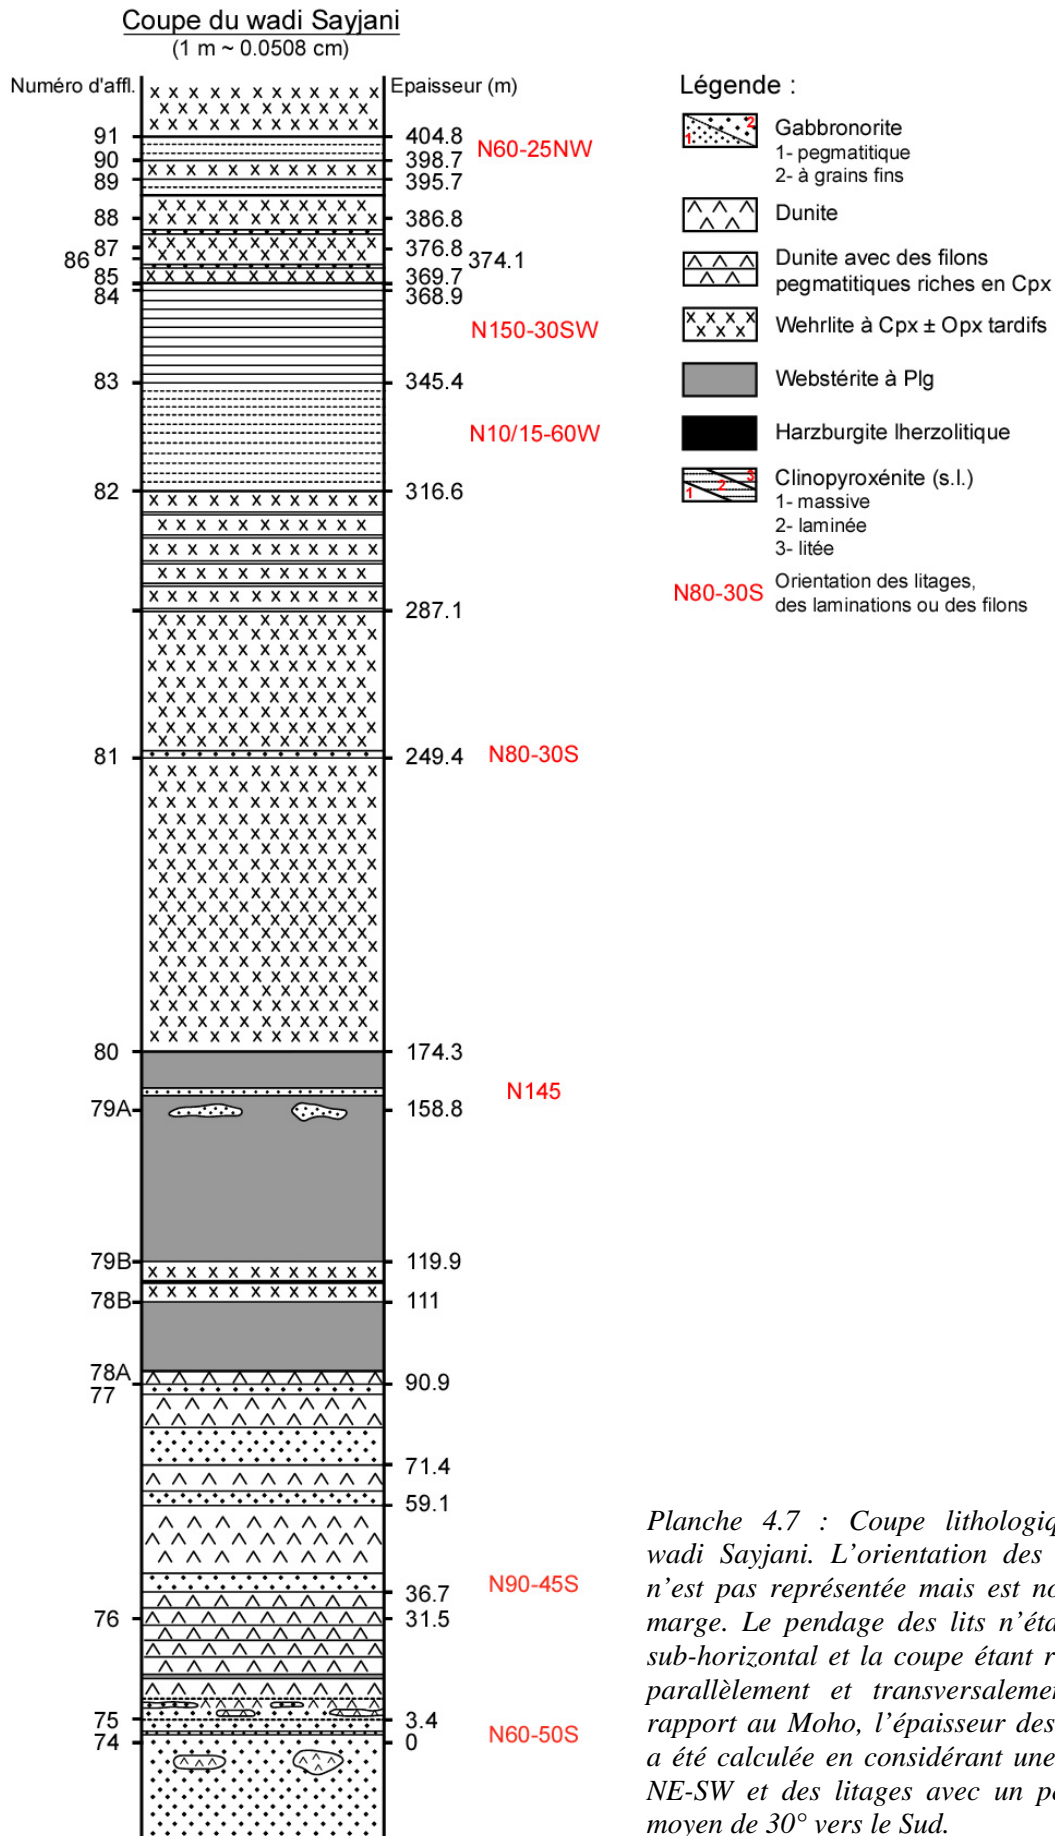 Coupe du wadi Sayjani
(1 m ~ 0.0508 cm)
Numéro d'affl.
Epaisseur (m)
91
404.8
N60-25NW
90
398.7
89
395.7
88
386.8
87
376.8
86
374.1
85
369.7
84
368.9
N150-30SW
83
345.4
N10/15-60W
82
316.6
287.1
81
249.4
N80-30S
80
174.3
N145
79A
158.8
79B
119.9
78B
111
78A
77
90.9
71.4
59.1
N90-45S
36.7
76
31.5
75
3.4
N60-50S
74
0
Légende :
1
2
Gabbronorite
1- pegmatitique
2- à grains fins
Dunite
Dunite avec des filons
pegmatitiques riches en Cpx
Wehrlite à Cpx ± Opx tardifs
Webstérite à Plg
Harzburgite lherzolitique
1
2
3
Clinopyroxénite (s.l.)
1- massive
2- laminée
3- litée
N80-30S
Orientation des litages,
des laminations ou des filons
Planche 4.7 : Coupe
wadi Sayjani. L'orientation des
n'est pas représentée mais est
marge. Le pendage des lits
sub-horizontal et la coupe étant
parallèlement et
rapport au Moho, l'épaisseur des
a été calculée en considérant une
NE-SW et des litages avec un
moyen de 30° vers le Sud.